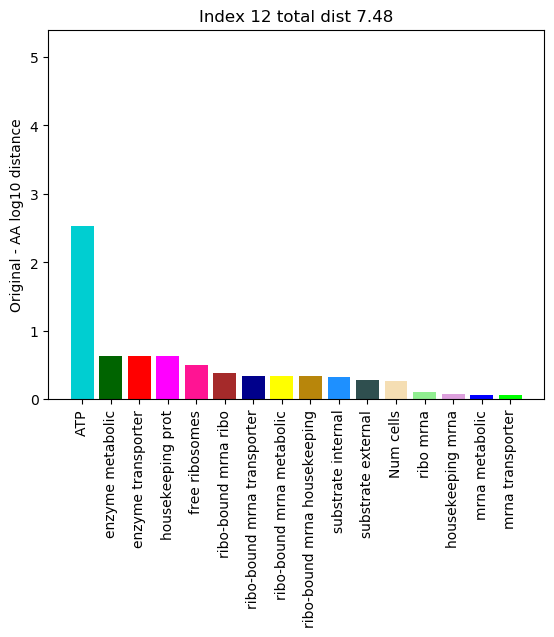 Index 12 total dist 7.48
Original - AA log10 distance
5
4
3
2
1
0
ATP
enzyme metabolic
enzyme transporter
housekeeping prot
free ribosomes
ribo-bound mrna ribo
ribo-bound mrna transporter
ribo-bound mrna metabolic
ribo-bound mrna housekeeping
substrate internal
substrate external
Num cells
ribo mrna
housekeeping mrna
mrna metabolic
mrna transporter